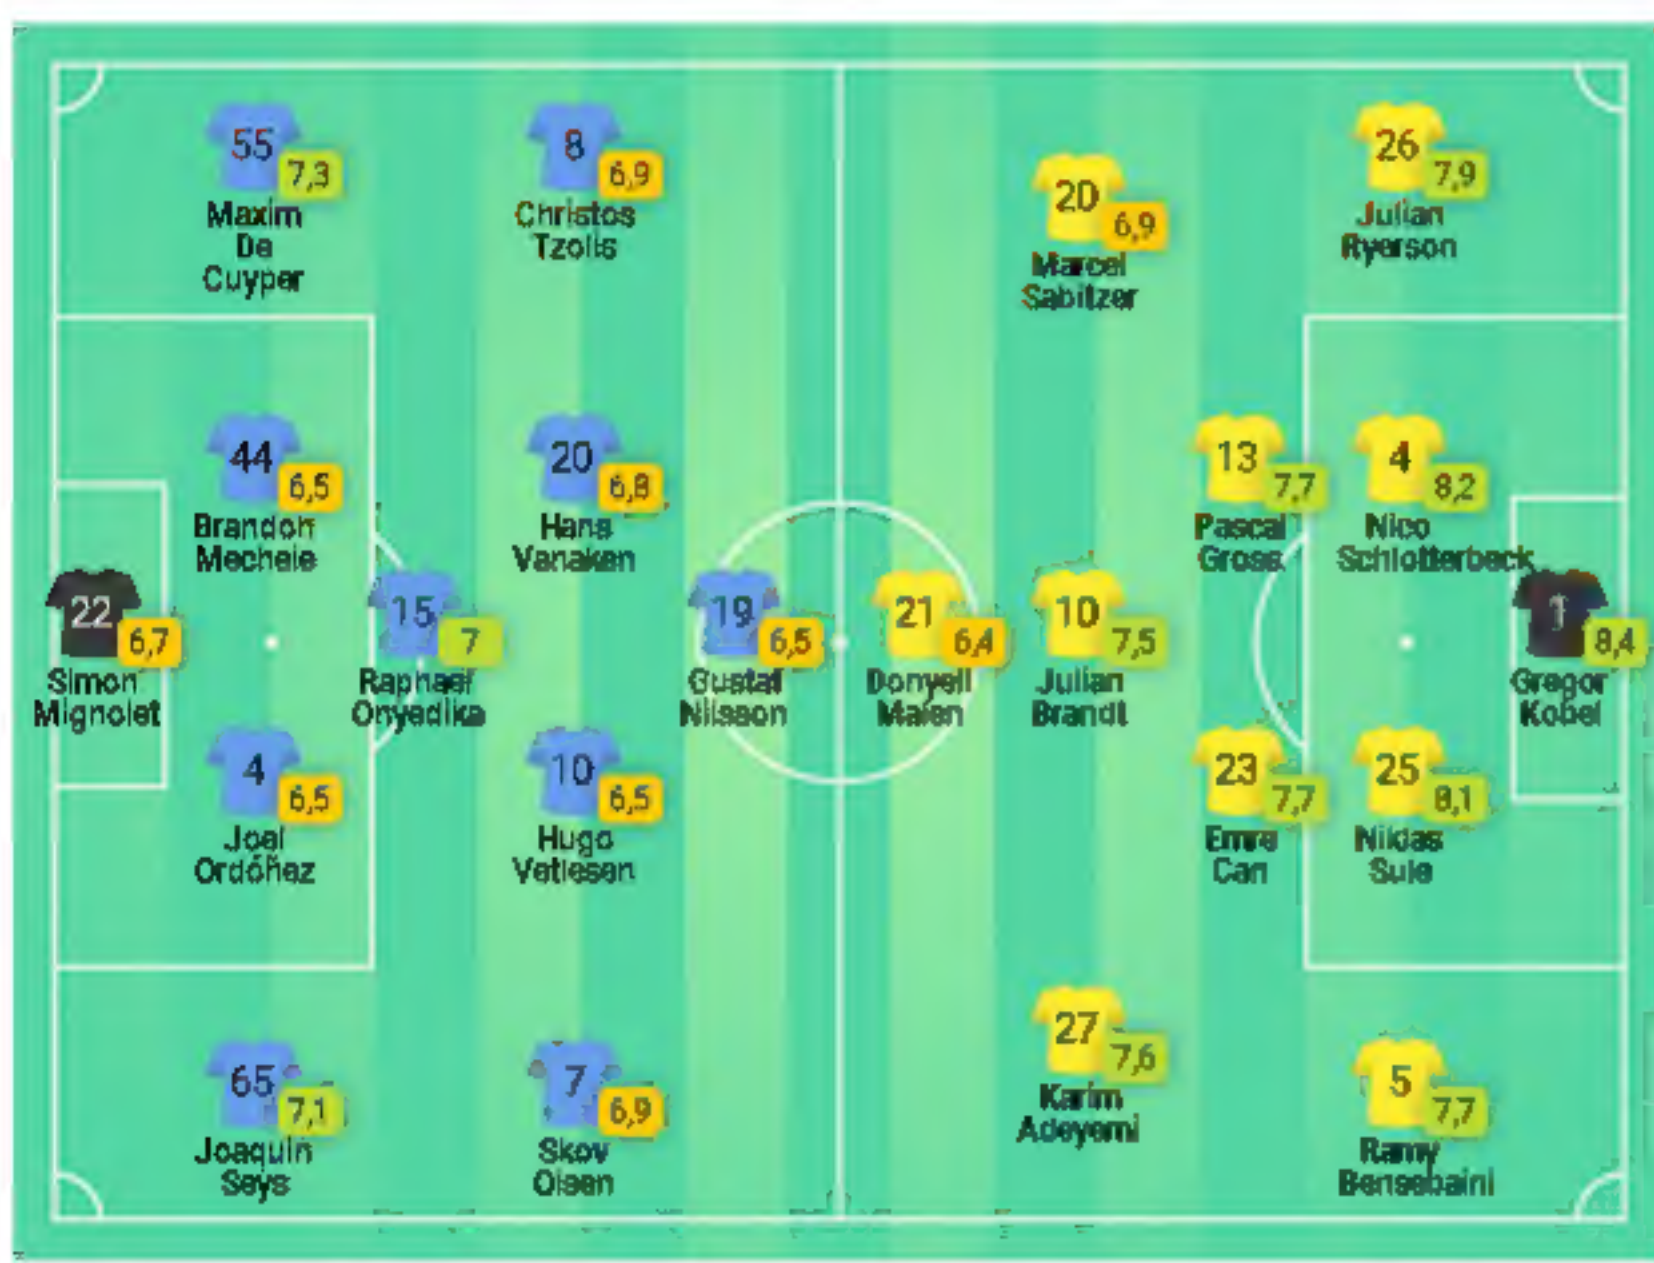 55
7,3
Maxim
De
Cuyper
8
6,9
Christos
Tzolis
20
6,9
Marcel
Sabitzer
26
7,9
Julian
Ryerson
44
6,5
Brandon
Mechele
20
6,8
Hans
Vanaken
13
7,7
Pascal
Gross
4
8,2
Nico
Schlotterbeck
22
6,7
Simon
Mignolet
15
7
Raphael
Onyedika
19
6,5
Gustaf
Nilsson
21
6,4
Donyell
Malen
10
7,5
Julian
Brandt
1
8,4
Gregor
Kobel
4
6,5
Joel
Ordóñez
10
6,5
Hugo
Vetlesen
23
7,7
Emre
Can
25
8,1
Niklas
Sule
65
7,1
Joaquin
Seys
7
6,9
Skov
Olsen
27
7,6
Karim
Adeyemi
5
7,7
Ramy
Bensebaini